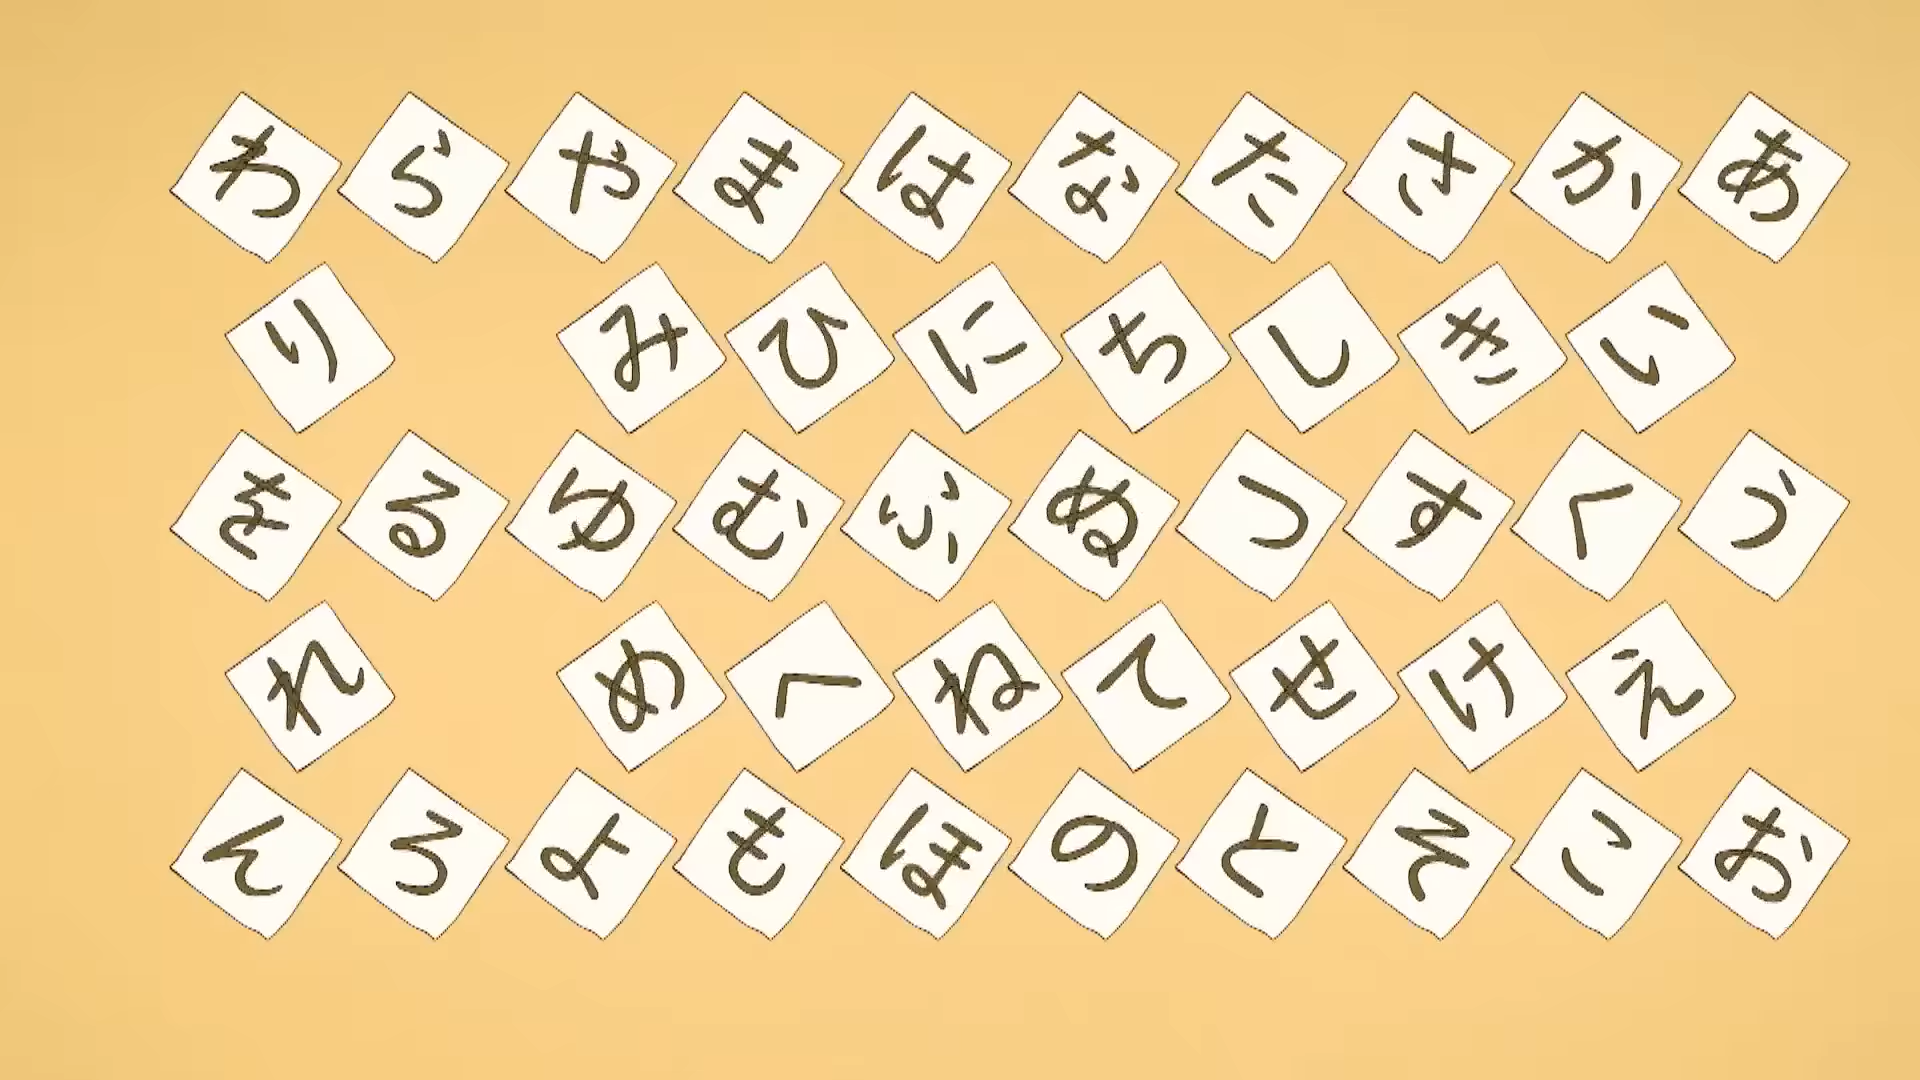 わ ら や ま は な た さ か あ
り み ひ に ち し き い
を る ゆ む ふ ぬ つ す く う
れ め へ ね て せ け え
ん ろ よ も ほ の と そ こ お